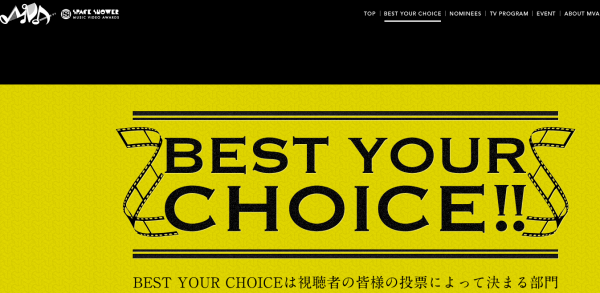 MVA SPACE SHOWER
MUSIC VIDEO AWARDS
TOP | BEST YOUR CHOICE | NOMINEES | TV PROGRAM | EVENT | ABOUT MVA
BEST YOUR
CHOICE!!
BEST YOUR CHOICEは視聴者の皆様の投票によって決まる部門